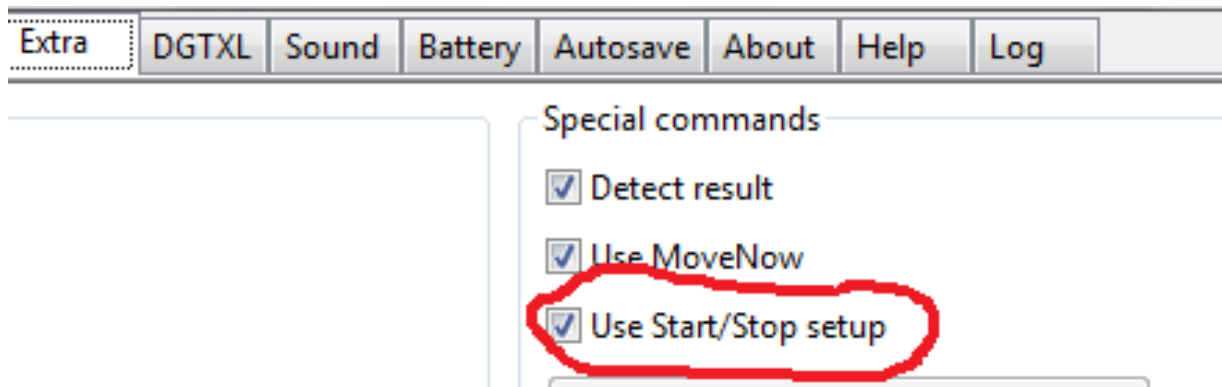 Extra DGTXL Sound Battery Autosave About Help Log
Special commands
Detect result
Use MoveNow
Use Start/Stop setup